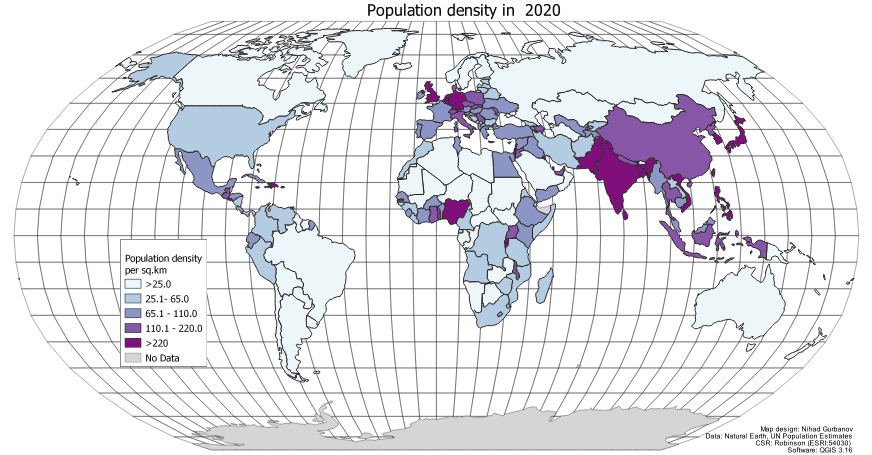 Population density in 2020
Population density
per sq.km
>25.0
25.1- 65.0
65.1 - 110.0
110.1 - 220.0
>220
No Data
Map design: Nihad Gurbanov
Data: Natural Earth, UN Population Estimates
CSR: Robinson (ESRI:54030)
Software: QGIS 3.16